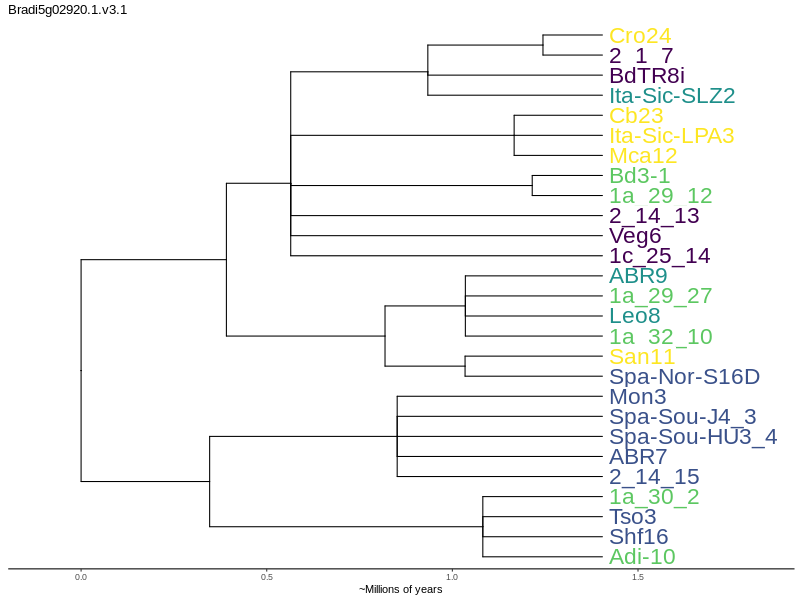 Bradi5g02920.1.v3.1
Cro24
2_1_7
BdTR8i
Ita-Sic-SLZ2
Cb23
Ita-Sic-LPA3
Mca12
Bd3-1
1a_29_12
2_14_13
Veg6
1c_25_14
ABR9
1a_29_27
Leo8
1a_32_10
San11
Spa-Nor-S16D
Mon3
Spa-Sou-J4_3
Spa-Sou-HU3_4
ABR7
2_14_15
1a_30_2
Tso3
Shf16
Adi-10
0.0 0.5 1.0 1.5
~Millions of years